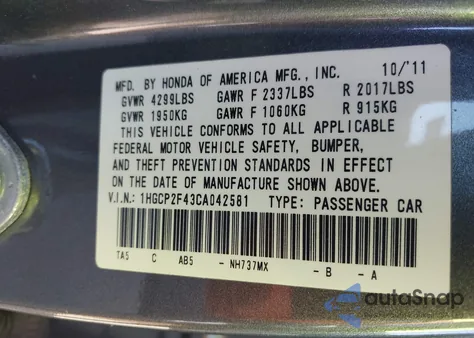 MFD. BY HONDA OF AMERICA MFG., INC. 10/'11
GVWR 4299LBS GAWR F 2337LBS R 2017LBS
GVWR 1950KG GAWR F 1060KG R 915KG
THIS VEHICLE CONFORMS TO ALL APPLICABLE
FEDERAL MOTOR VEHICLE SAFETY, BUMPER,
AND THEFT PREVENTION STANDARDS IN EFFECT
ON THE DATE OF MANUFACTURE SHOWN ABOVE.
V.I.N.: 1HGCP2F43CA042581 TYPE: PASSENGER CAR
TA5 C AB5 - NH737MX - B - A
autoSnap